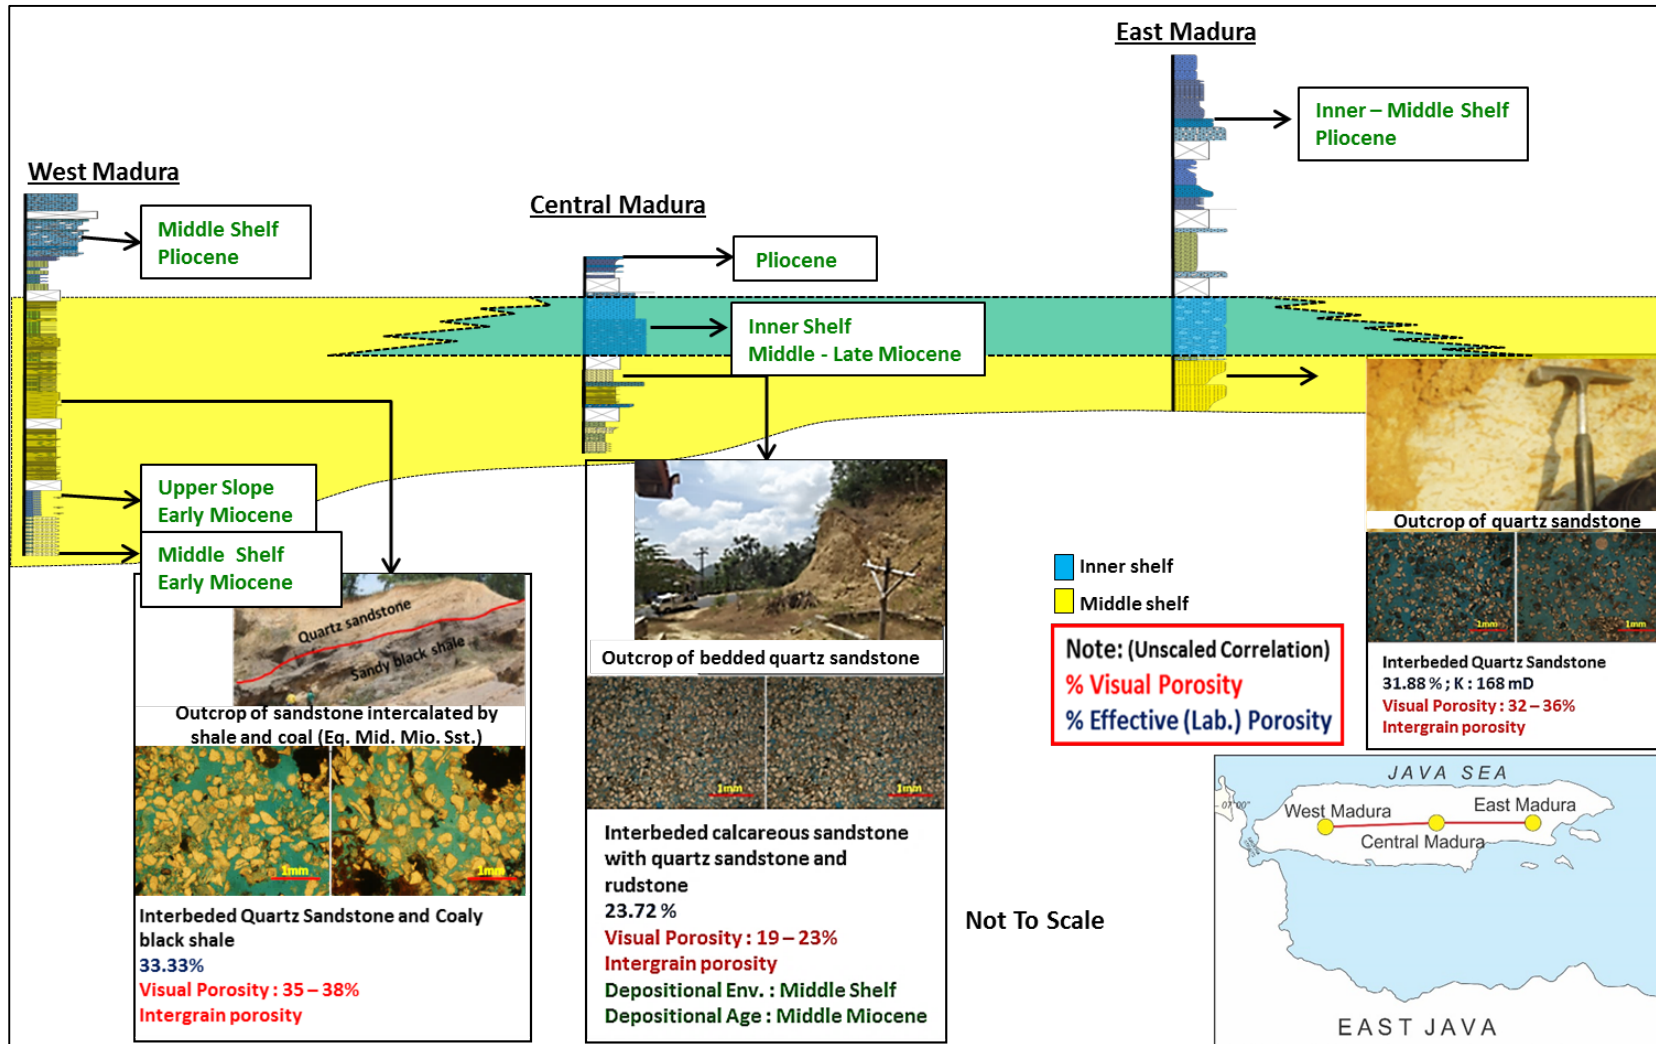 East Madura
Inner – Middle Shelf
Pliocene
West Madura
Middle Shelf
Pliocene
Central Madura
Pliocene
Inner Shelf
Middle - Late Miocene
Upper Slope
Early Miocene
Middle Shelf
Early Miocene
Quartz sandstone
Sandy black shale
Outcrop of sandstone intercalated by
shale and coal (Eq. Mid. Mio. Sst.)
1mm
1mm
Interbeded Quartz Sandstone and Coaly
black shale
33.33%
Visual Porosity : 35 – 38%
Intergrain porosity
Outcrop of bedded quartz sandstone
1mm
1mm
Interbeded calcareous sandstone
with quartz sandstone and
rudstone
23.72 %
Visual Porosity : 19 – 23%
Intergrain porosity
Depositional Env. : Middle Shelf
Depositional Age : Middle Miocene
Inner shelf
Middle shelf
Note: (Unscaled Correlation)
% Visual Porosity
% Effective (Lab.) Porosity
Not To Scale
Outcrop of quartz sandstone
1mm
1mm
Interbeded Quartz Sandstone
31.88 % ; K : 168 mD
Visual Porosity : 32 – 36%
Intergrain porosity
JAVA SEA
07°00'
West Madura
East Madura
Central Madura
EAST JAVA